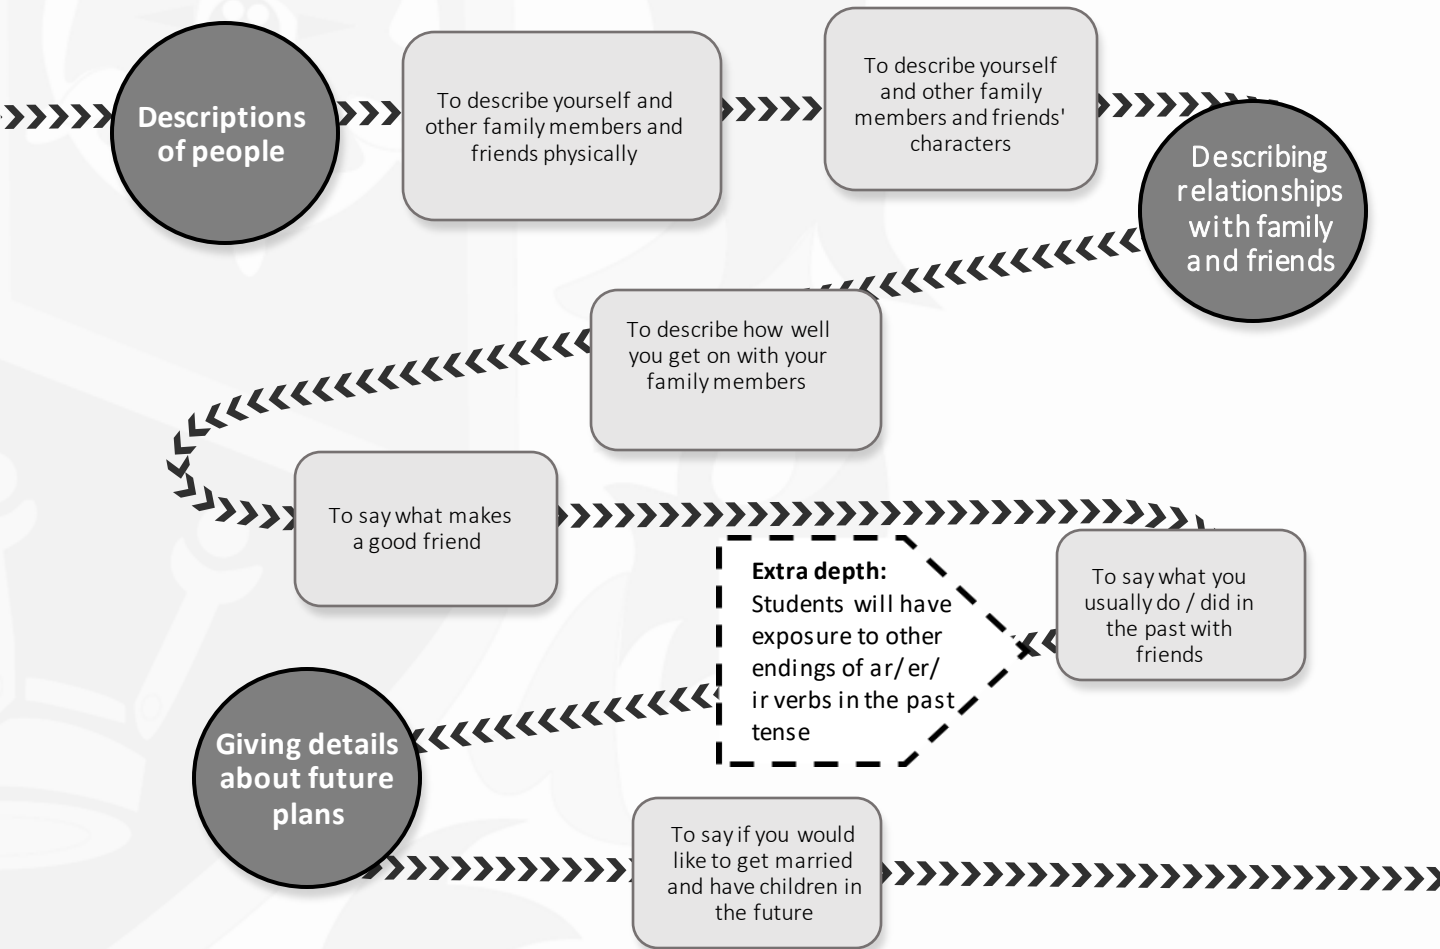 Descriptions
of people
To describe yourself and
other family members and
friends physically
To describe yourself
and other family
members and friends'
characters
Describing
relationships
with family
and friends
To describe how well
you get on with your
family members
To say what makes
a good friend
To say what you
usually do / did in
the past with
friends
Extra depth:
Students will have
exposure to other
endings of ar/er/
ir verbs in the past
tense
Giving details
about future
plans
To say if you would
like to get married
and have children in
the future